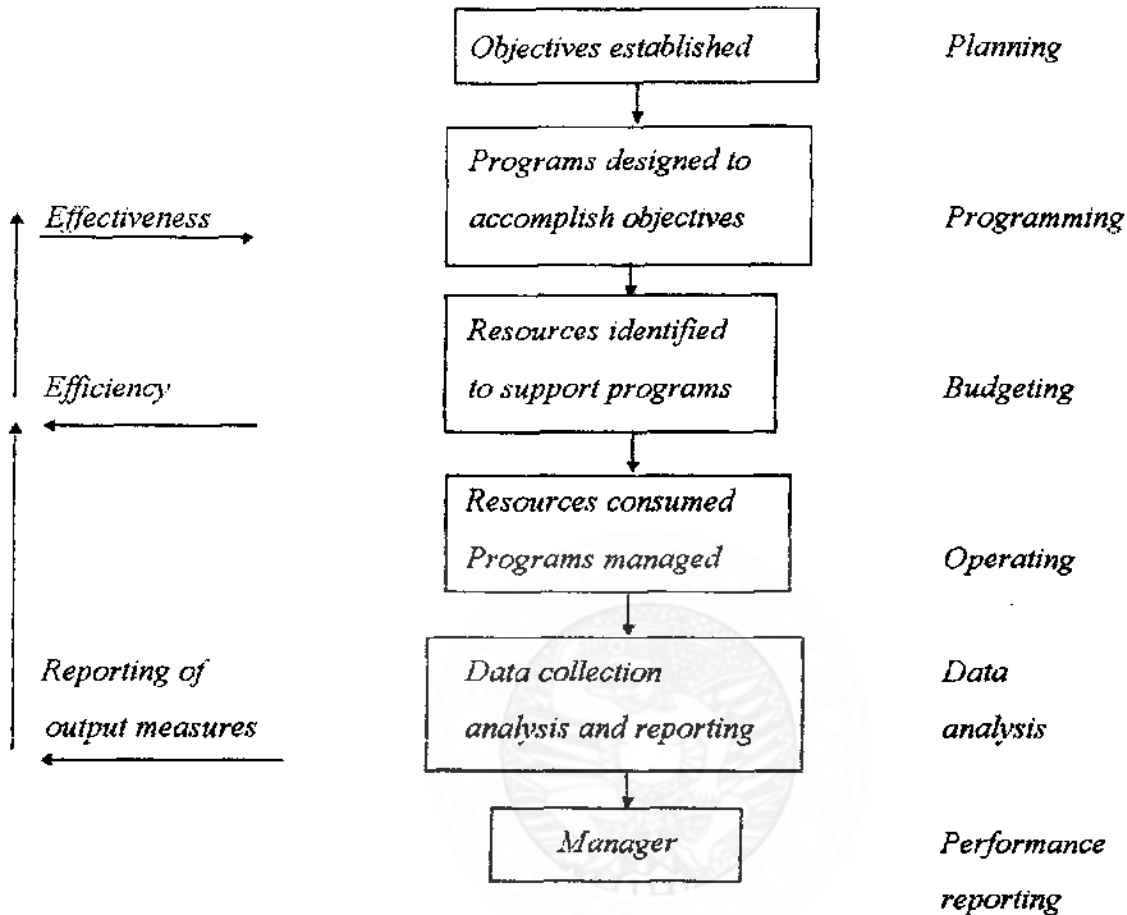 Objectives established
Planning
Programs designed to
accomplish objectives
Effectiveness
Programming
Resources identified
to support programs
Efficiency
Budgeting
Resources consumed
Programs managed
Operating
Reporting of
output measures
Data collection
analysis and reporting
Data
analysis
Manager
Performance
reporting